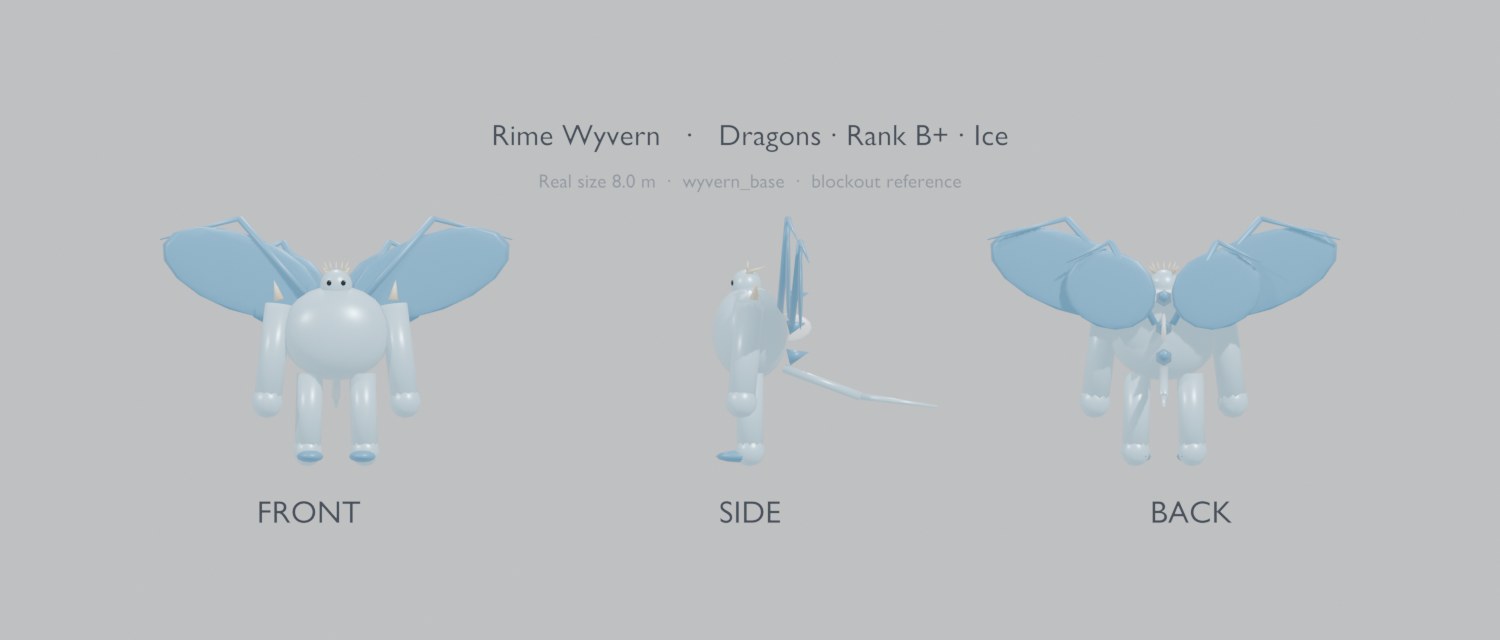 Rime Wyvern · Dragons · Rank B+ · Ice
Real size 8.0 m · wyvern_base · blockout reference
FRONT
SIDE
BACK